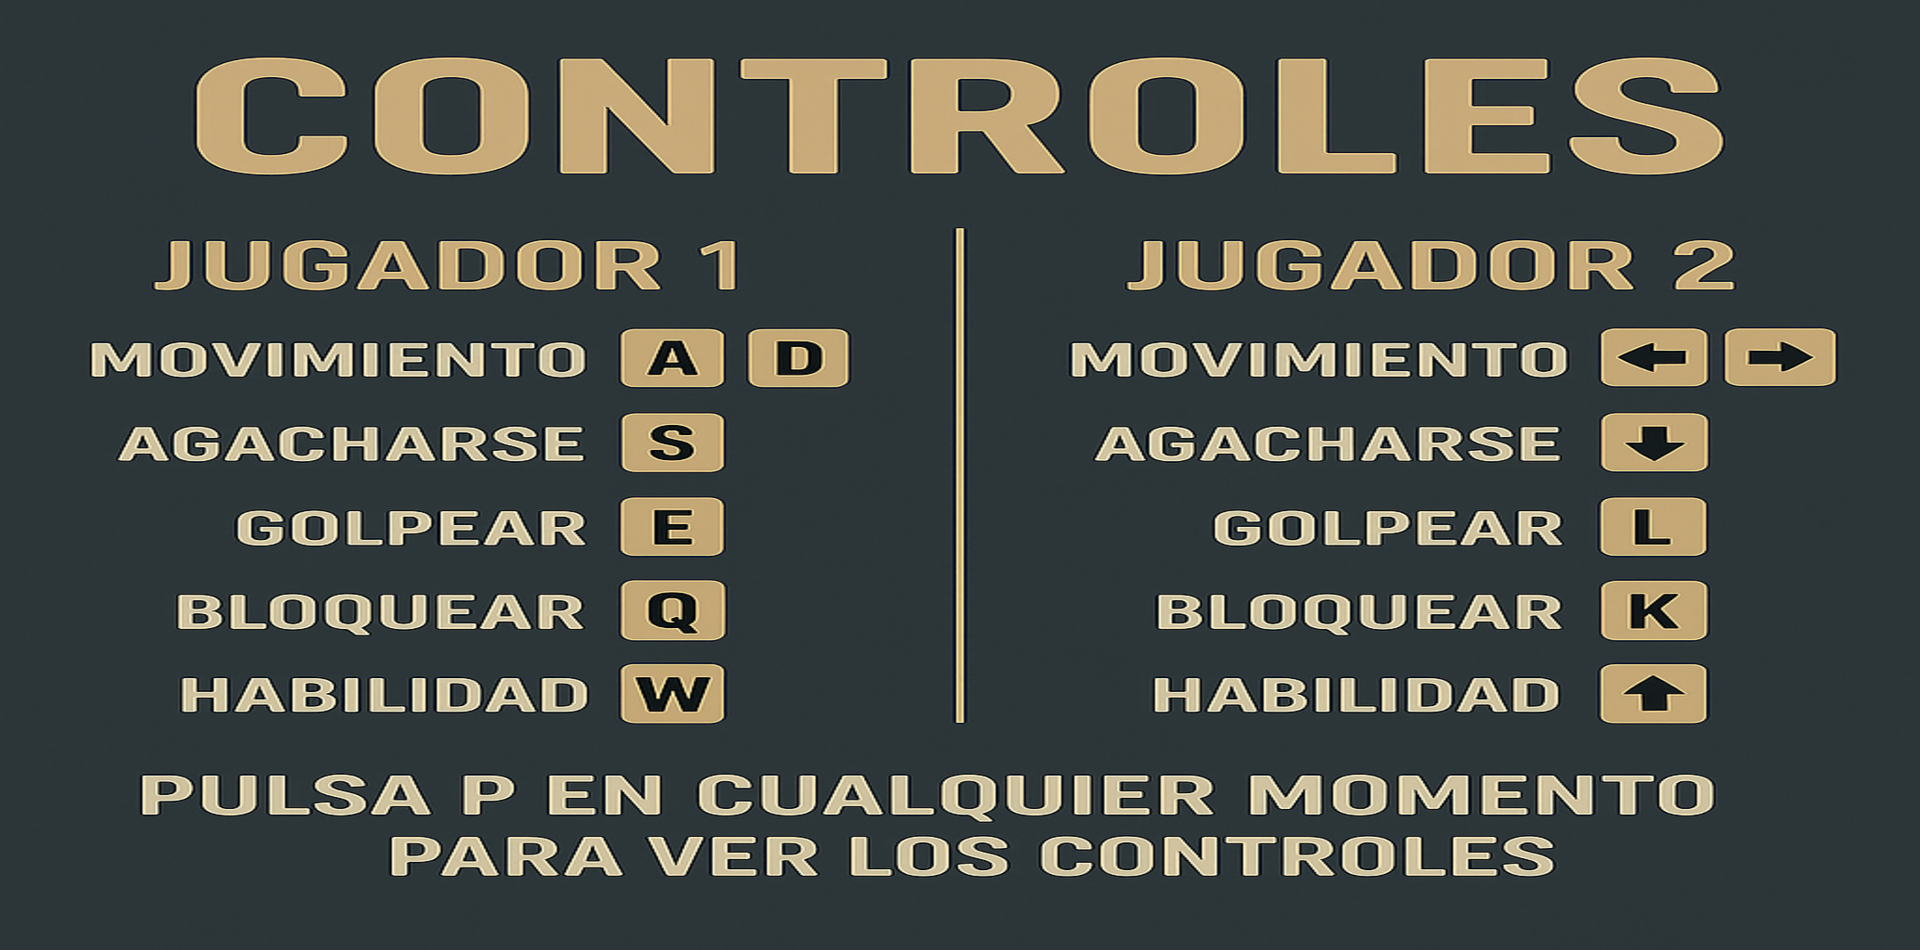 CONTROLES
JUGADOR 1
MOVIMIENTO A D
AGACHARSE S
GOLPEAR E
BLOQUEAR Q
HABILIDAD W
JUGADOR 2
MOVIMIENTO ← →
AGACHARSE ↓
GOLPEAR L
BLOQUEAR K
HABILIDAD ↑
PULSA P EN CUALQUIER MOMENTO
PARA VER LOS CONTROLES